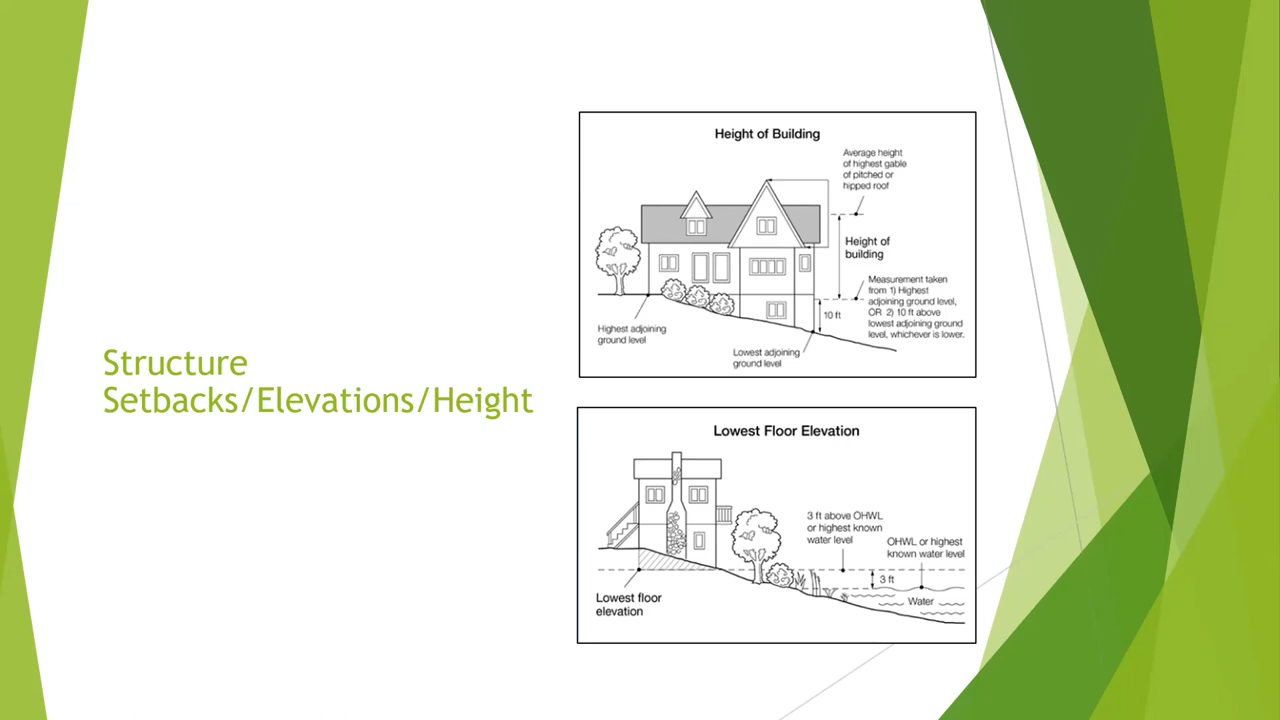 Structure
Setbacks/Elevations/Height
Height of Building
Average height
of highest gable
of pitched or
hipped roof
Height of
building
Measurement taken
from 1) Highest
adjoining ground level,
OR 2) 10 ft above
lowest adjoining ground
level, whichever is lower.
10 ft
Highest adjoining
ground level
Lowest adjoining
ground level
Lowest Floor Elevation
3 ft above OHWL
or highest known
water level
OHWL or highest
known water level
3 ft
Water
Lowest floor
elevation